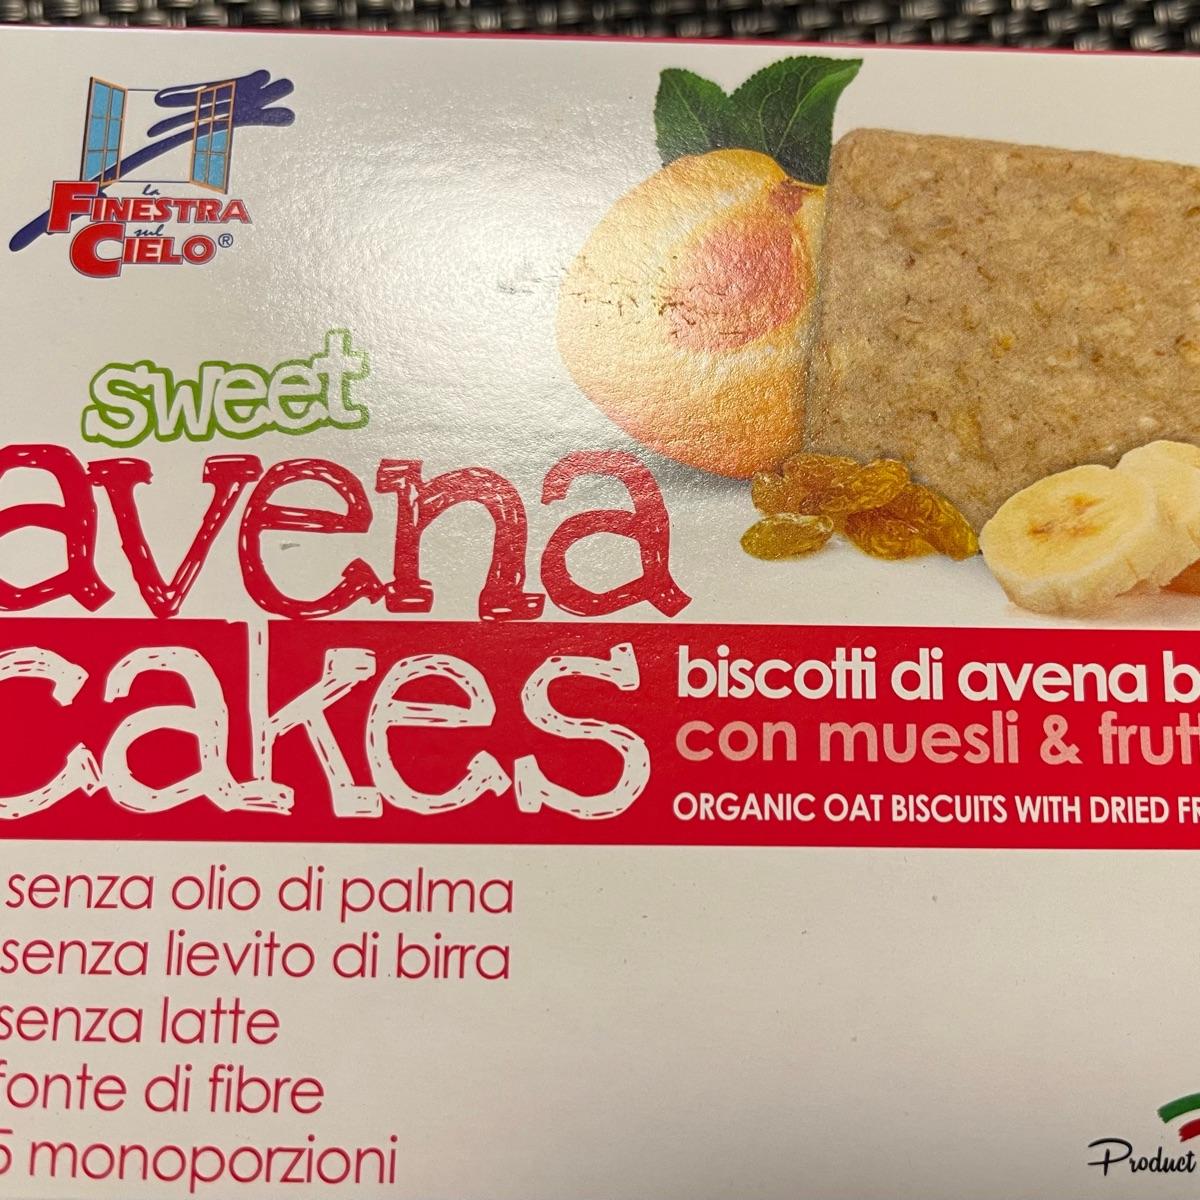 la
FINESTRA
sul
CIELO®
sweet
avena
cakes
biscotti di avena b
con muesli & frut
ORGANIC OAT BISCUITS WITH DRIED FR
senza olio di palma
senza lievito di birra
senza latte
fonte di fibre
5 monoporzioni
Product